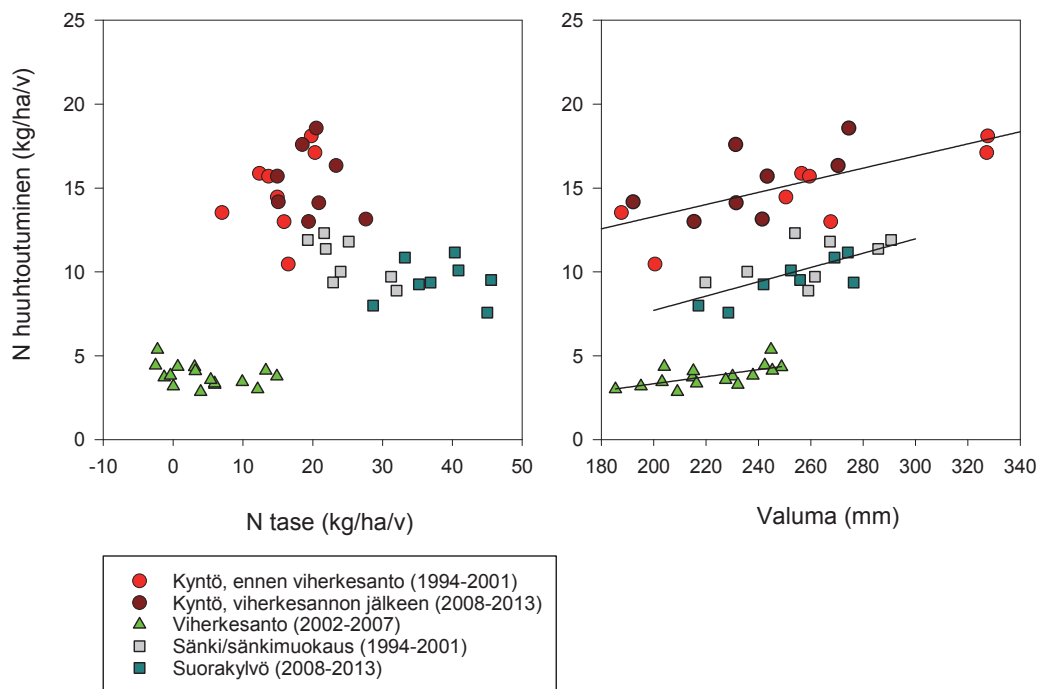 25
20
15
10
5
0
N huuhtoutuminen (kg/ha/v)
-10 0 10 20 30 40 50
N tase (kg/ha/v)
25
20
15
10
5
0
180 200 220 240 260 280 300 320 340
Valuma (mm)
Kyntö, ennen viherkesanto (1994-2001)
Kyntö, viherkesannon jälkeen (2008-2013)
Viherkesanto (2002-2007)
Sänki/sänkimuokaus (1994-2001)
Suorakylvö (2008-2013)